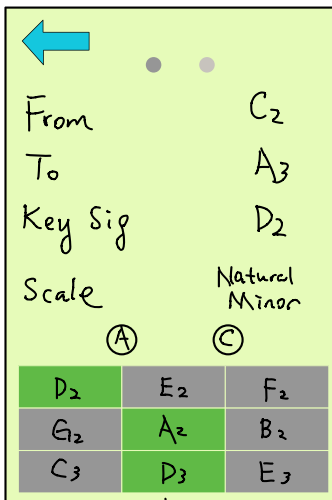 From C2
To A3
Key Sig D2
Scale Natural Minor
A C
D2 E2 F2
G2 A2 B2
C3 D3 E3